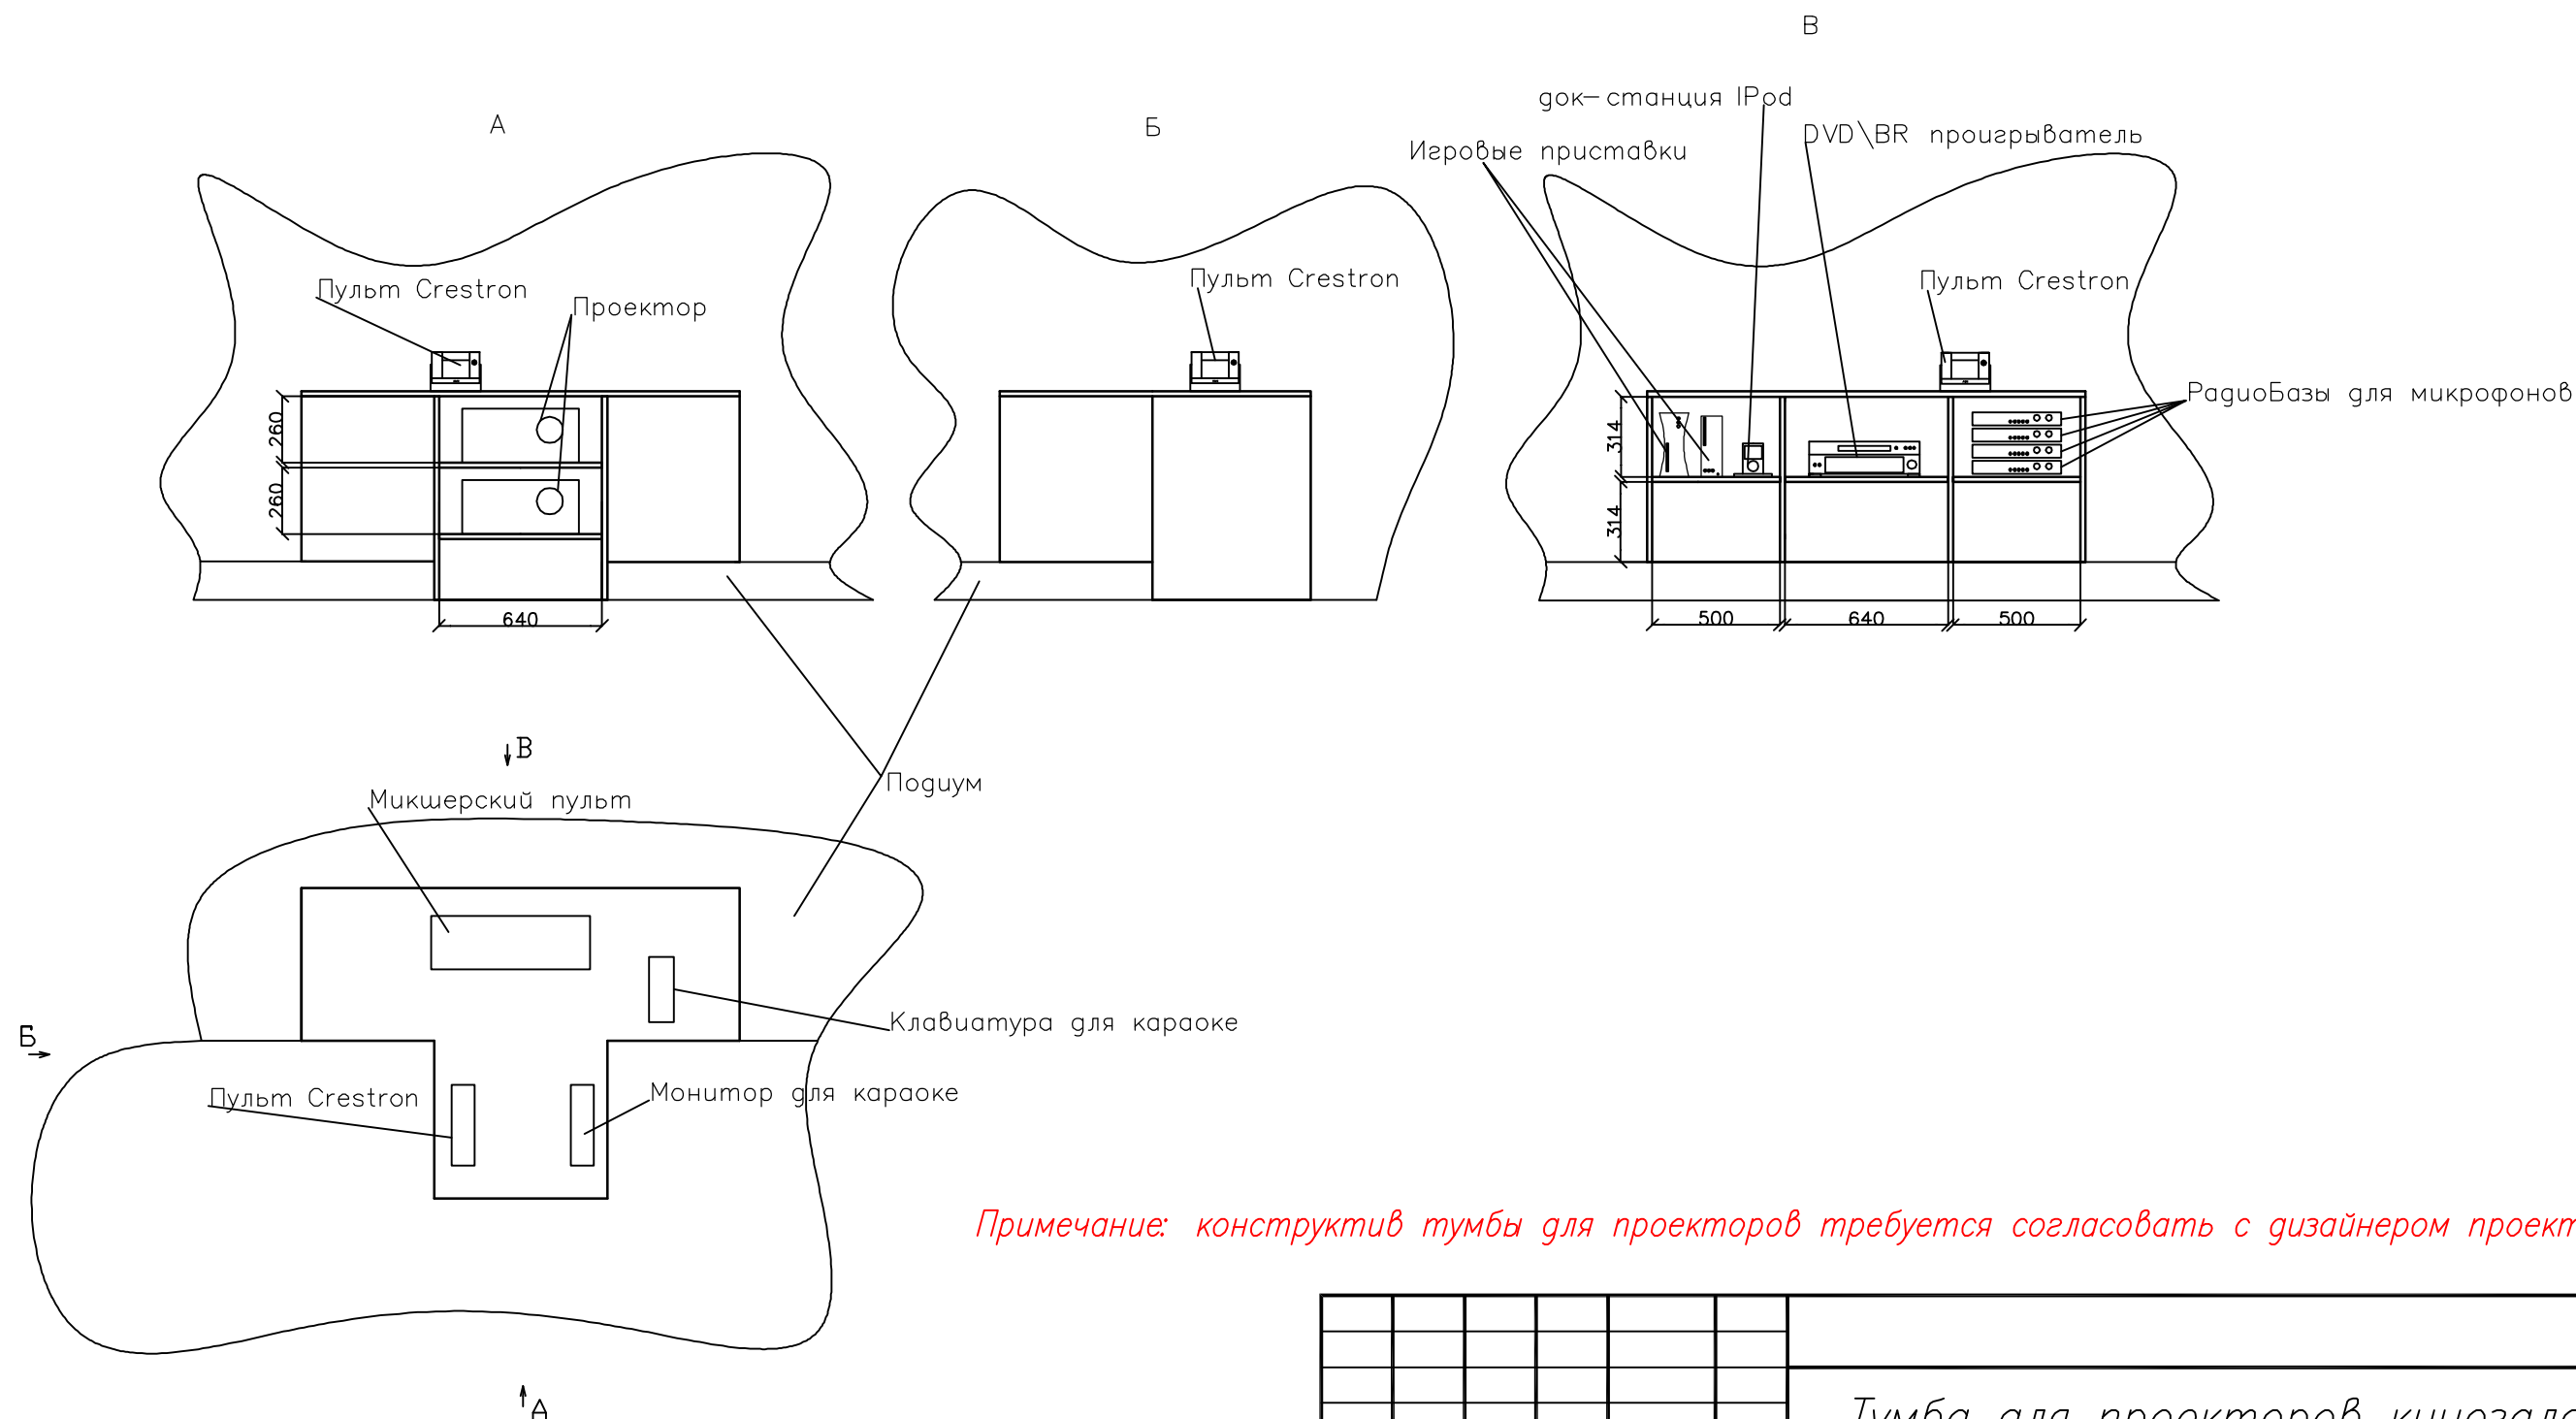 В
А
Б
док-станция IPod
DVD\BR проигрыватель
Игровые приставки
Пульт Crestron
Проектор
Пульт Crestron
Пульт Crestron
РадиоБазы для микрофонов
260
260
640
314
314
500
640
500
В
Подиум
Микшерский пульт
Клавиатура для караоке
Б
Пульт Crestron
Монитор для караоке
Примечание: конструктив тумбы для проекторов требуется согласовать с дизайнером проект
А
Тумба для проекторов кинозал